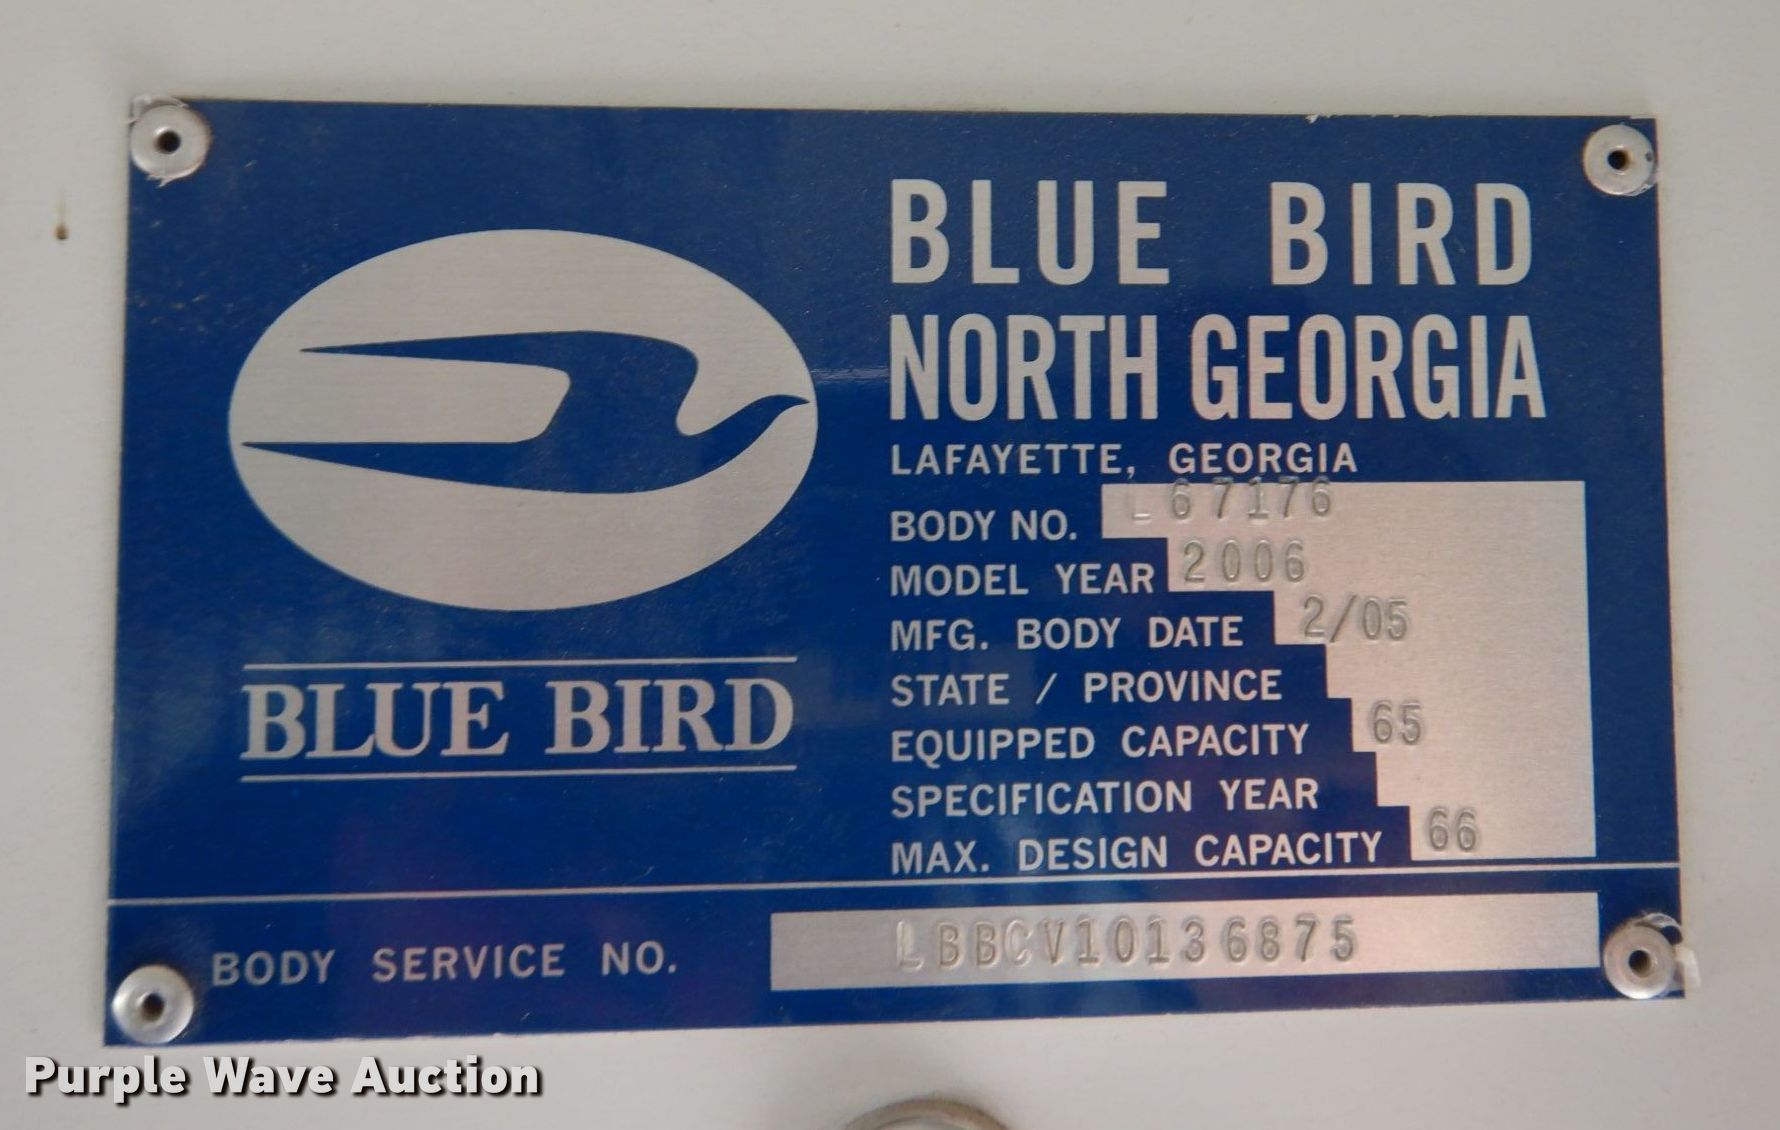 BLUE BIRD
BLUE BIRD
NORTH GEORGIA
LAFAYETTE, GEORGIA
BODY NO. L67176
MODEL YEAR 2006
MFG. BODY DATE 2/05
STATE / PROVINCE
EQUIPPED CAPACITY 65
SPECIFICATION YEAR
MAX. DESIGN CAPACITY 66
BODY SERVICE NO. LBBCV10136875
Purple Wave Auction